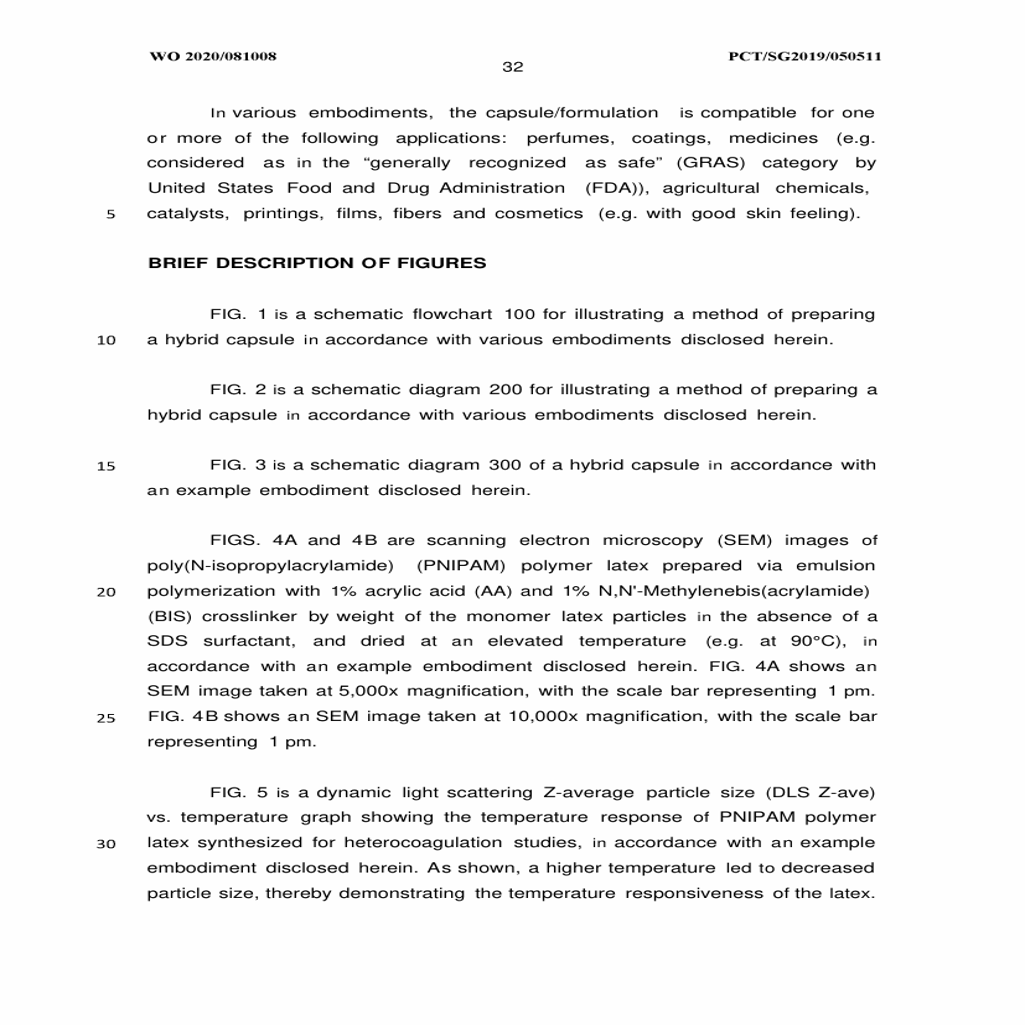 WO 2020/081008
PCT/SG2019/050511
32
In various embodiments, the capsule/formulation is compatible for one
or more of the following applications: perfumes, coatings, medicines (e.g.
considered as in the “generally recognized as safe” (GRAS) category by
United States Food and Drug Administration (FDA)), agricultural chemicals,
5 catalysts, printings, films, fibers and cosmetics (e.g. with good skin feeling).
BRIEF DESCRIPTION OF FIGURES
FIG. 1 is a schematic flowchart 100 for illustrating a method of preparing
10 a hybrid capsule in accordance with various embodiments disclosed herein.
FIG. 2 is a schematic diagram 200 for illustrating a method of preparing a
hybrid capsule in accordance with various embodiments disclosed herein.
15 FIG. 3 is a schematic diagram 300 of a hybrid capsule in accordance with
an example embodiment disclosed herein.
FIGS. 4A and 4B are scanning electron microscopy (SEM) images of
poly(N-isopropylacrylamide) (PNIPAM) polymer latex prepared via emulsion
20 polymerization with 1% acrylic acid (AA) and 1% N,N'-Methylenebis(acrylamide)
(BIS) crosslinker by weight of the monomer latex particles in the absence of a
SDS surfactant, and dried at an elevated temperature (e.g. at 90°C), in
accordance with an example embodiment disclosed herein. FIG. 4A shows an
SEM image taken at 5,000x magnification, with the scale bar representing 1 pm.
25 FIG. 4B shows an SEM image taken at 10,000x magnification, with the scale bar
representing 1 pm.
FIG. 5 is a dynamic light scattering Z-average particle size (DLS Z-ave)
vs. temperature graph showing the temperature response of PNIPAM polymer
30 latex synthesized for heterocoagulation studies, in accordance with an example
embodiment disclosed herein. As shown, a higher temperature led to decreased
particle size, thereby demonstrating the temperature responsiveness of the latex.